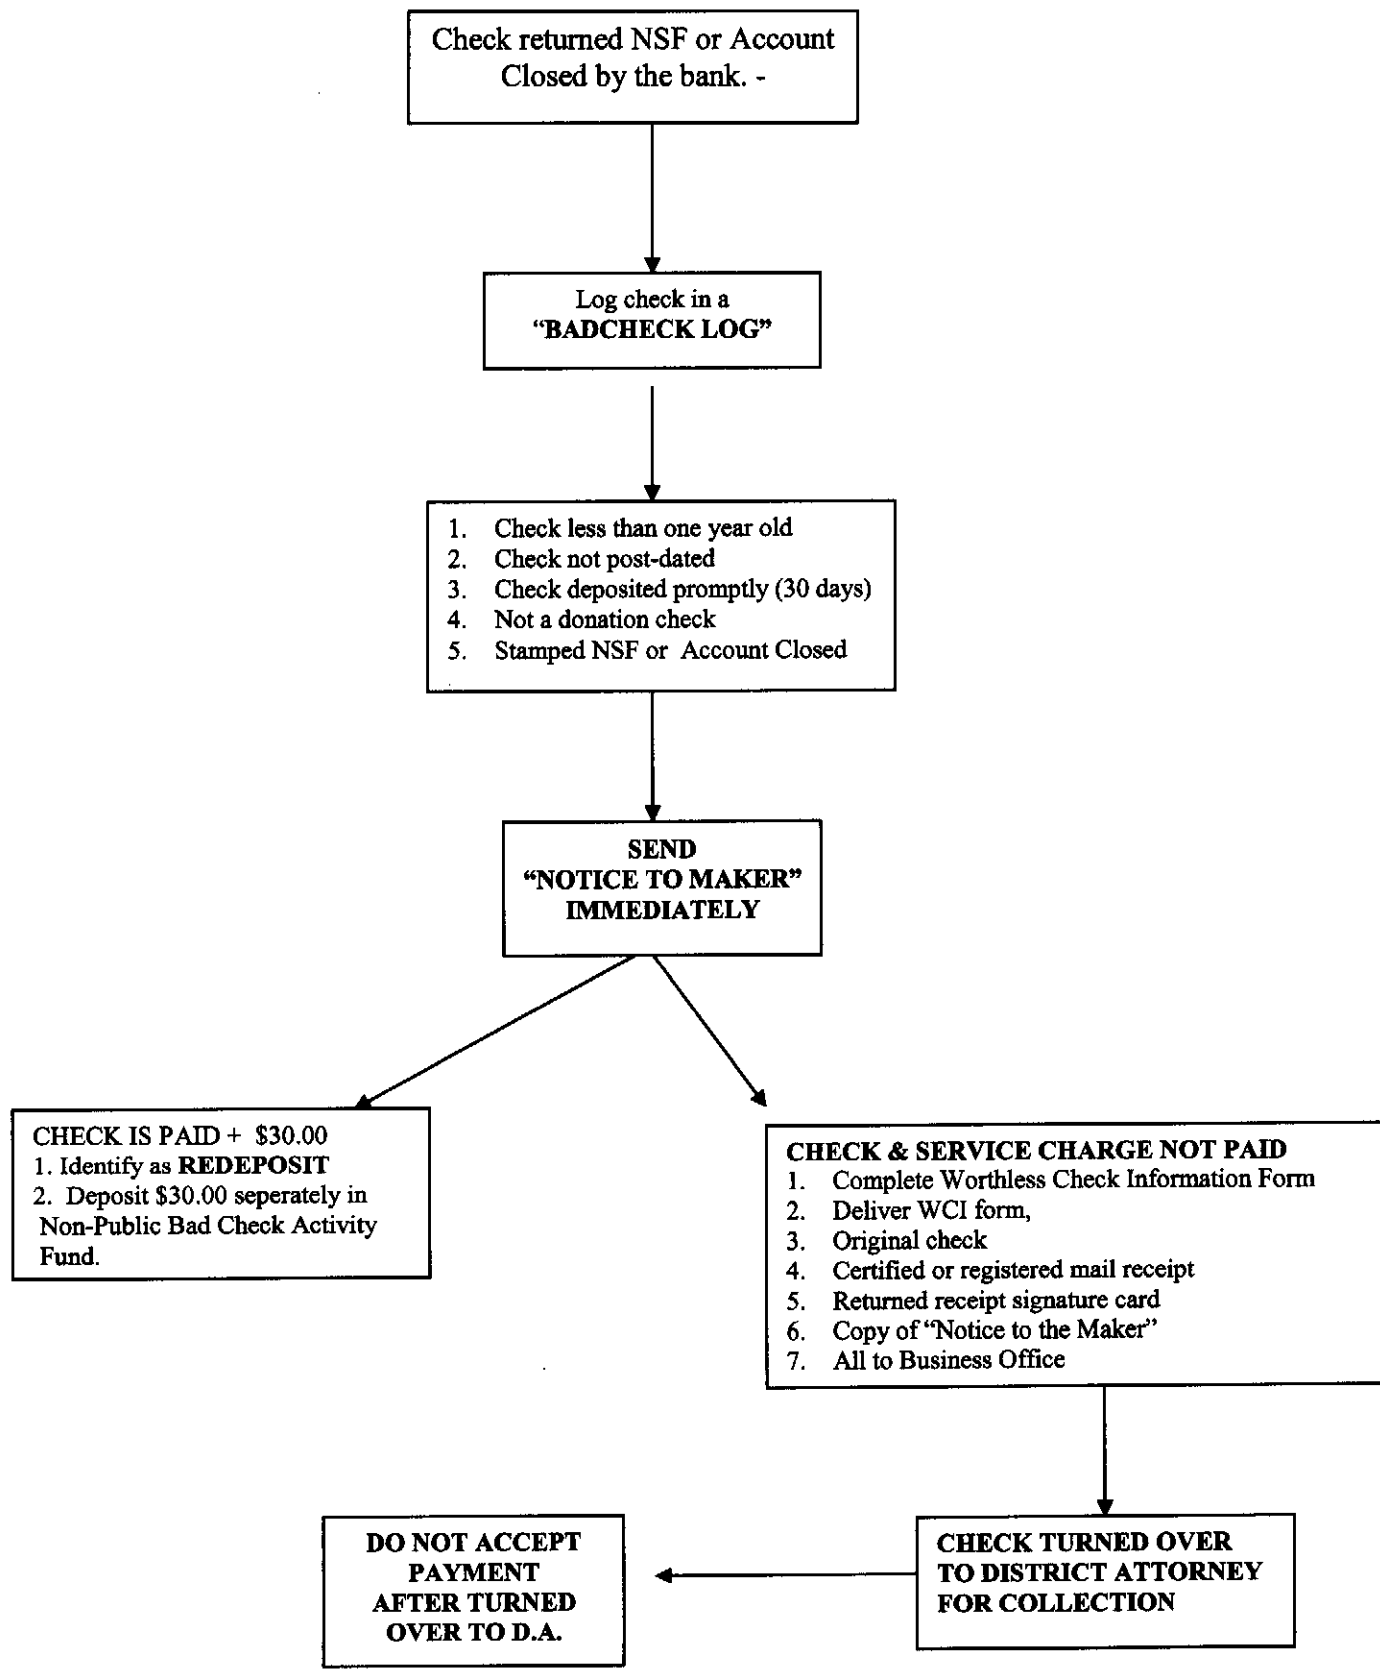 Check returned NSF or Account
Closed by the bank. -
Log check in a
“BADCHECK LOG”
1. Check less than one year old
2. Check not post-dated
3. Check deposited promptly (30 days)
4. Not a donation check
5. Stamped NSF or Account Closed
SEND
“NOTICE TO MAKER”
IMMEDIATELY
CHECK IS PAID + $30.00
1. Identify as REDEPOSIT
2. Deposit $30.00 seperately in
Non-Public Bad Check Activity
Fund.
CHECK & SERVICE CHARGE NOT PAID
1. Complete Worthless Check Information Form
2. Deliver WCI form,
3. Original check
4. Certified or registered mail receipt
5. Returned receipt signature card
6. Copy of “Notice to the Maker”
7. All to Business Office
DO NOT ACCEPT
PAYMENT
AFTER TURNED
OVER TO D.A.
CHECK TURNED OVER
TO DISTRICT ATTORNEY
FOR COLLECTION